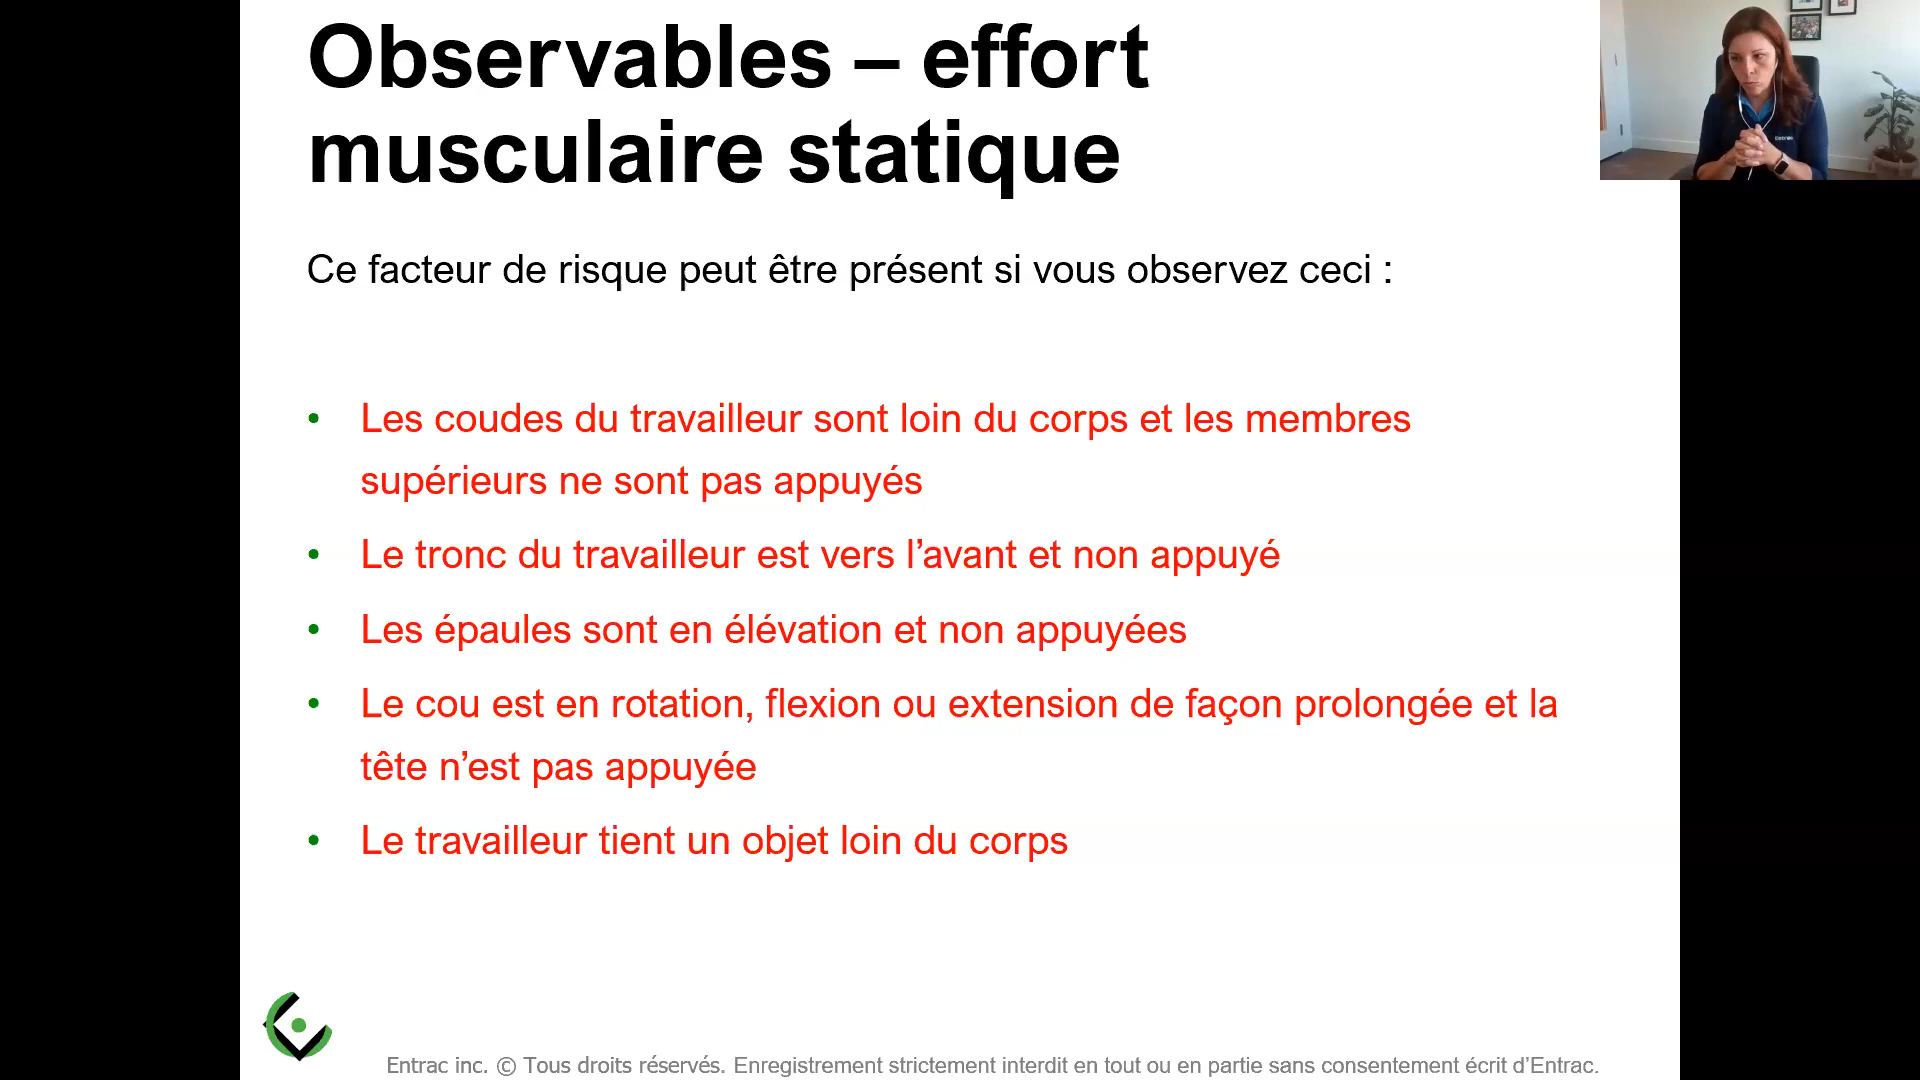 Observables – effort
musculaire statique
Ce facteur de risque peut être présent si vous observez ceci :
• Les coudes du travailleur sont loin du corps et les membres
supérieurs ne sont pas appuyés
• Le tronc du travailleur est vers l’avant et non appuyé
• Les épaules sont en élévation et non appuyées
• Le cou est en rotation, flexion ou extension de façon prolongée et la
tête n’est pas appuyée
• Le travailleur tient un objet loin du corps
Entrac inc. © Tous droits réservés. Enregistrement strictement interdit en tout ou en partie sans consentement écrit d’Entrac.
Entrac